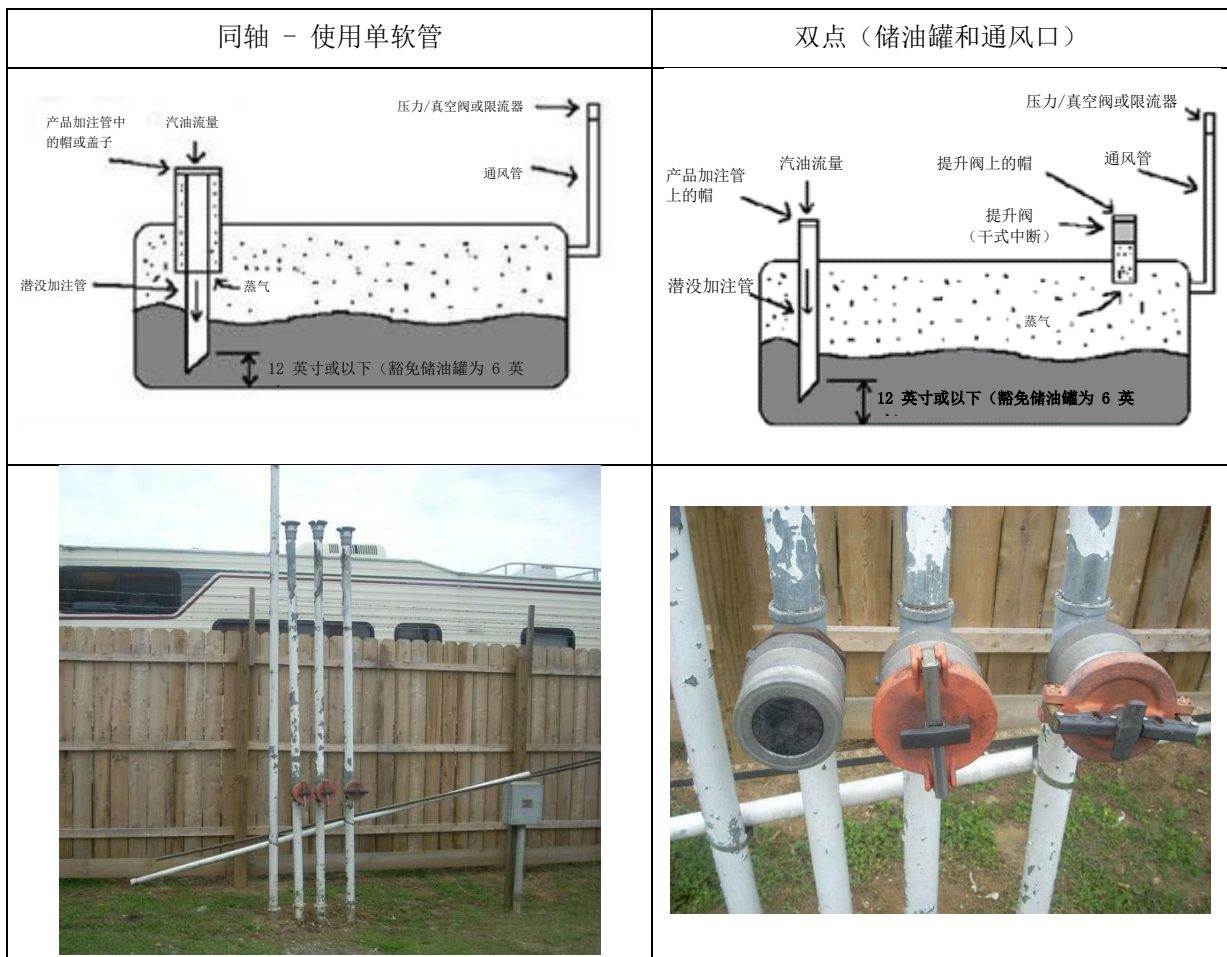 同轴 – 使用单软管
双点（储油罐和通风口）
产品加注管中
的帽或盖子
汽油流量
压力/真空阀或限流器
通风管
潜没加注管
蒸气
12 英寸或以下（豁免储油罐为 6 英
产品加注管
上的帽
汽油流量
提升阀上的帽
提升阀
（干式中断）
压力/真空阀或限流器
通风管
潜没加注管
蒸气
12 英寸或以下（豁免储油罐为 6 英